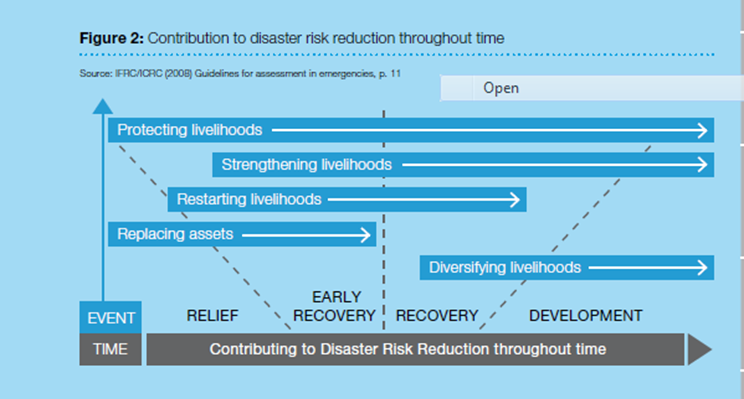 Figure 2: Contribution to disaster risk reduction throughout time
Source: IFRC/ICRC (2008) Guidelines for assessment in emergencies, p. 11
Open
Protecting livelihoods
Strengthening livelihoods
Restarting livelihoods
Replacing assets
Diversifying livelihoods
EVENT
RELIEF
EARLY
RECOVERY
RECOVERY
DEVELOPMENT
TIME
Contributing to Disaster Risk Reduction throughout time